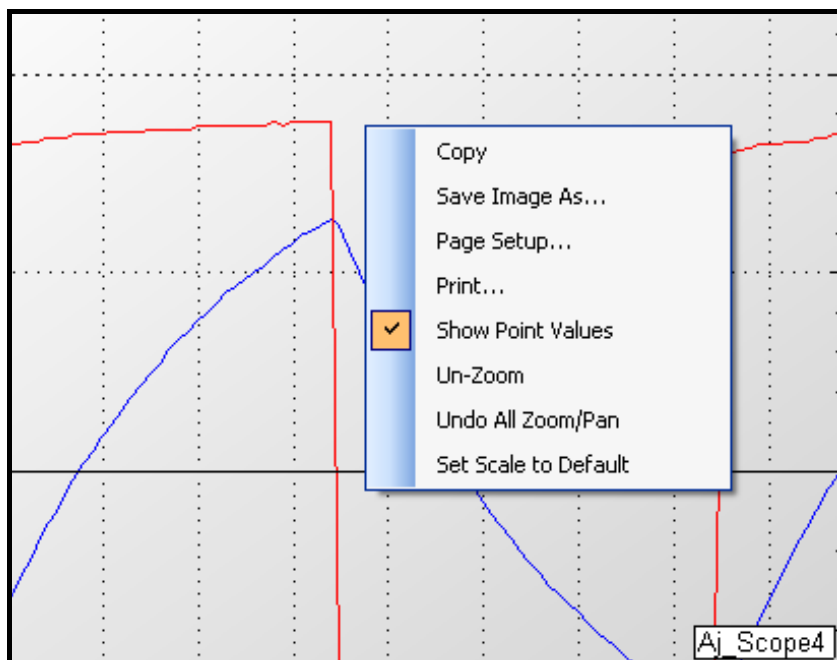 Copy
Save Image As...
Page Setup...
Print...
Show Point Values
Un-Zoom
Undo All Zoom/Pan
Set Scale to Default
Aj_Scope4